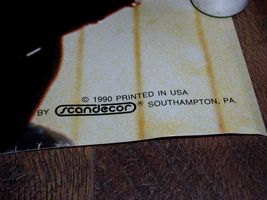 © 1990 PRINTED IN USA
BY scandecor® SOUTHAMPTON, PA.